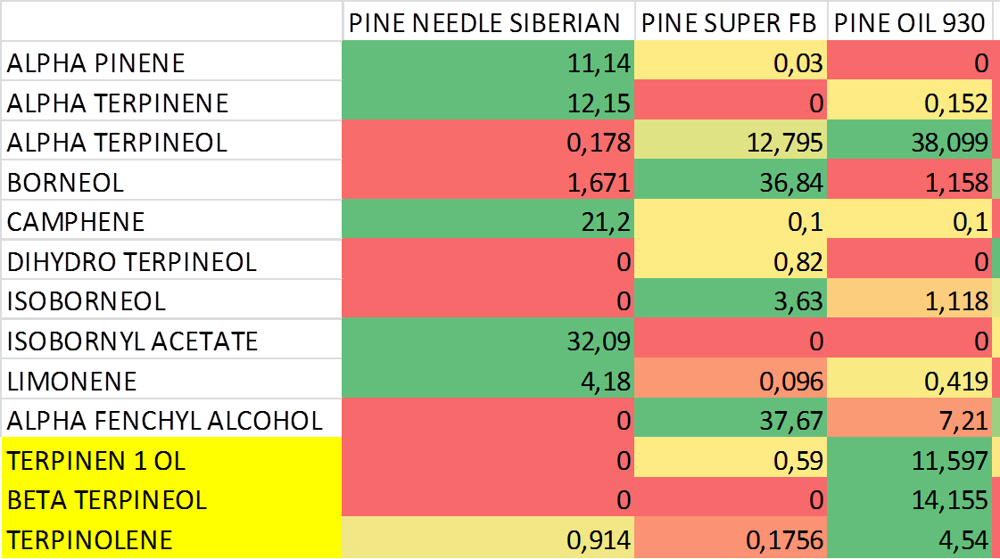 PINE NEEDLE SIBERIAN PINE SUPER FB PINE OIL 930
ALPHA PINENE 11,14 0,03 0
ALPHA TERPINENE 12,15 0 0,152
ALPHA TERPINEOL 0,178 12,795 38,099
BORNEOL 1,671 36,84 1,158
CAMPHENE 21,2 0,1 0,1
DIHYDRO TERPINEOL 0 0,82 0
ISOBORNEOL 0 3,63 1,118
ISOBORNYL ACETATE 32,09 0 0
LIMONENE 4,18 0,096 0,419
ALPHA FENCHYL ALCOHOL 0 37,67 7,21
TERPINEN 1 OL 0 0,59 11,597
BETA TERPINEOL 0 0 14,155
TERPINOLENE 0,914 0,1756 4,54